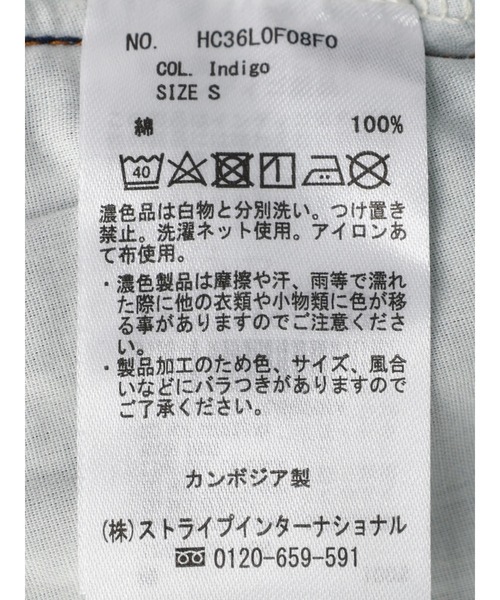 NO. HC36L0F08F0
COL. Indigo
SIZE S
綿 100%
40
濃色品は白物と分別洗い。つけ置き
禁止。洗濯ネット使用。アイロンあ
て布使用。
・濃色製品は摩擦や汗、雨等で濡れ
た際に他の衣類や小物類に色が移
る事がありますのでご注意くださ
い。
・製品加工のため色、サイズ、風合
いなどにバラつきがありますので
ご了承ください。
カンボジア製
(株)ストライプインターナショナル
0120-659-591